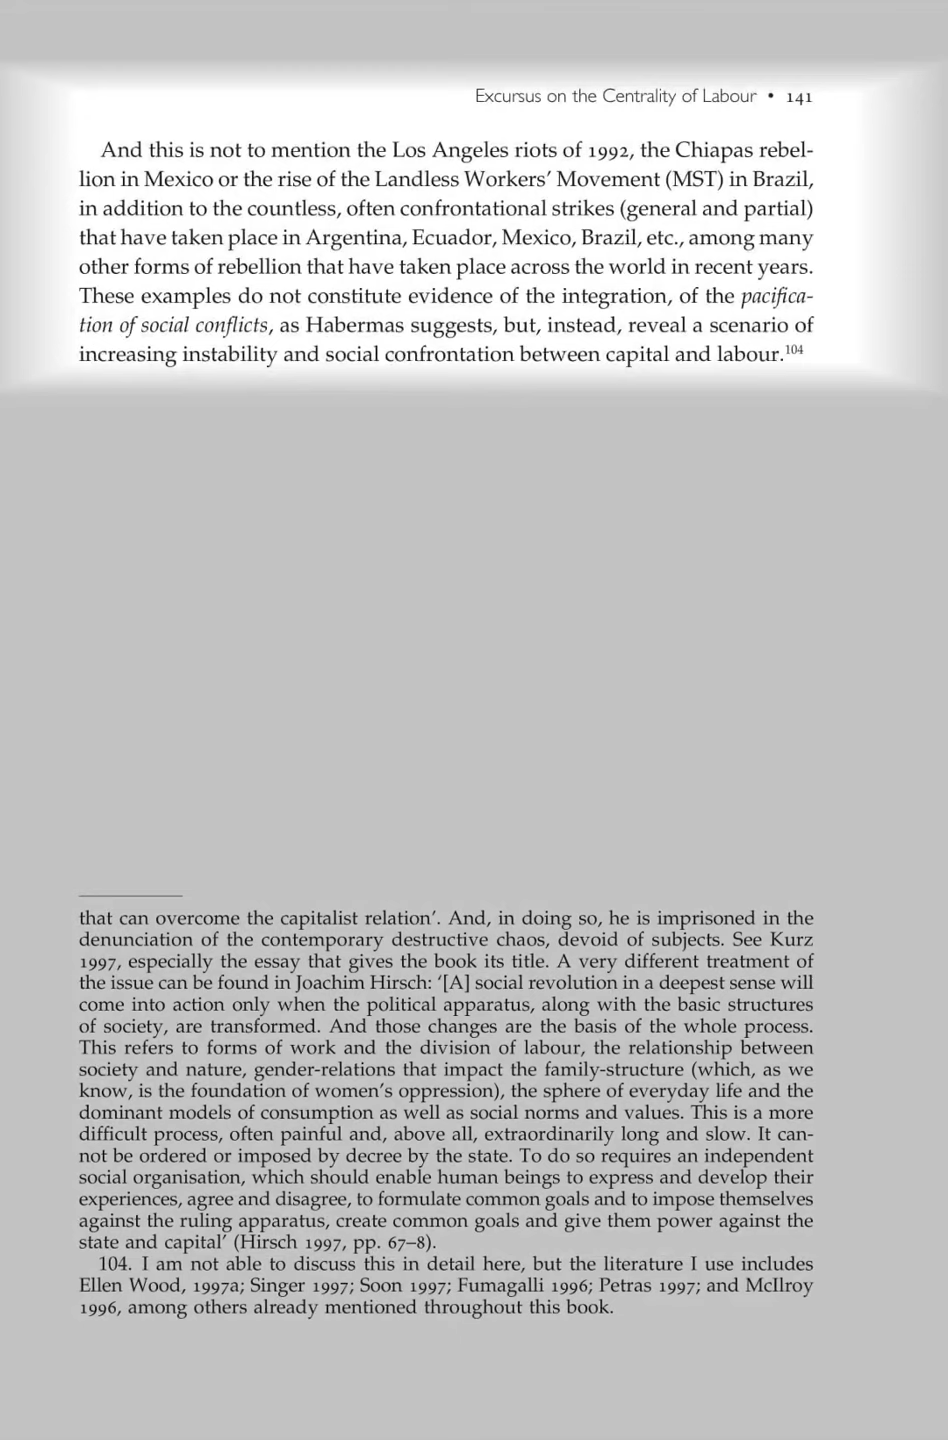 Excursus on the Centrality of Labour • 141
And this is not to mention the Los Angeles riots of 1992, the Chiapas rebel-
lion in Mexico or the rise of the Landless Workers’ Movement (MST) in Brazil,
in addition to the countless, often confrontational strikes (general and partial)
that have taken place in Argentina, Ecuador, Mexico, Brazil, etc., among many
other forms of rebellion that have taken place across the world in recent years.
These examples do not constitute evidence of the integration, of the pacifica-
tion of social conflicts, as Habermas suggests, but, instead, reveal a scenario of
increasing instability and social confrontation between capital and labour.104
that can overcome the capitalist relation’. And, in doing so, he is imprisoned in the
denunciation of the contemporary destructive chaos, devoid of subjects. See Kurz
1997, especially the essay that gives the book its title. A very different treatment of
the issue can be found in Joachim Hirsch: ‘[A] social revolution in a deepest sense will
come into action only when the political apparatus, along with the basic structures
of society, are transformed. And those changes are the basis of the whole process.
This refers to forms of work and the division of labour, the relationship between
society and nature, gender-relations that impact the family-structure (which, as we
know, is the foundation of women’s oppression), the sphere of everyday life and the
dominant models of consumption as well as social norms and values. This is a more
difficult process, often painful and, above all, extraordinarily long and slow. It can-
not be ordered or imposed by decree by the state. To do so requires an independent
social organisation, which should enable human beings to express and develop their
experiences, agree and disagree, to formulate common goals and to impose themselves
against the ruling apparatus, create common goals and give them power against the
state and capital’ (Hirsch 1997, pp. 67–8).
104. I am not able to discuss this in detail here, but the literature I use includes
Ellen Wood, 1997a; Singer 1997; Soon 1997; Fumagalli 1996; Petras 1997; and McIlroy
1996, among others already mentioned throughout this book.